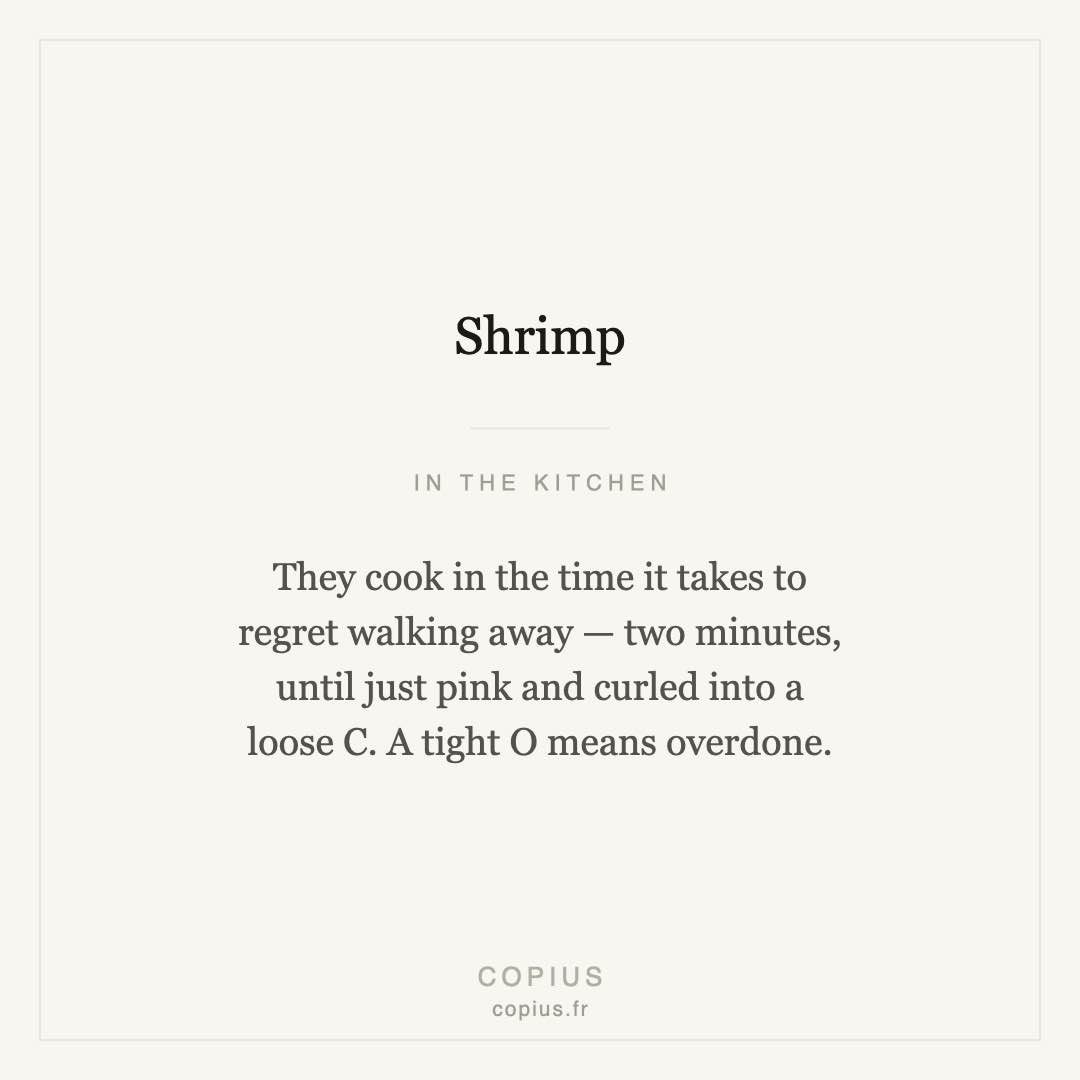 Shrimp
IN THE KITCHEN
They cook in the time it takes to
regret walking away — two minutes,
until just pink and curled into a
loose C. A tight O means overdone.
COPIUS
copius.fr